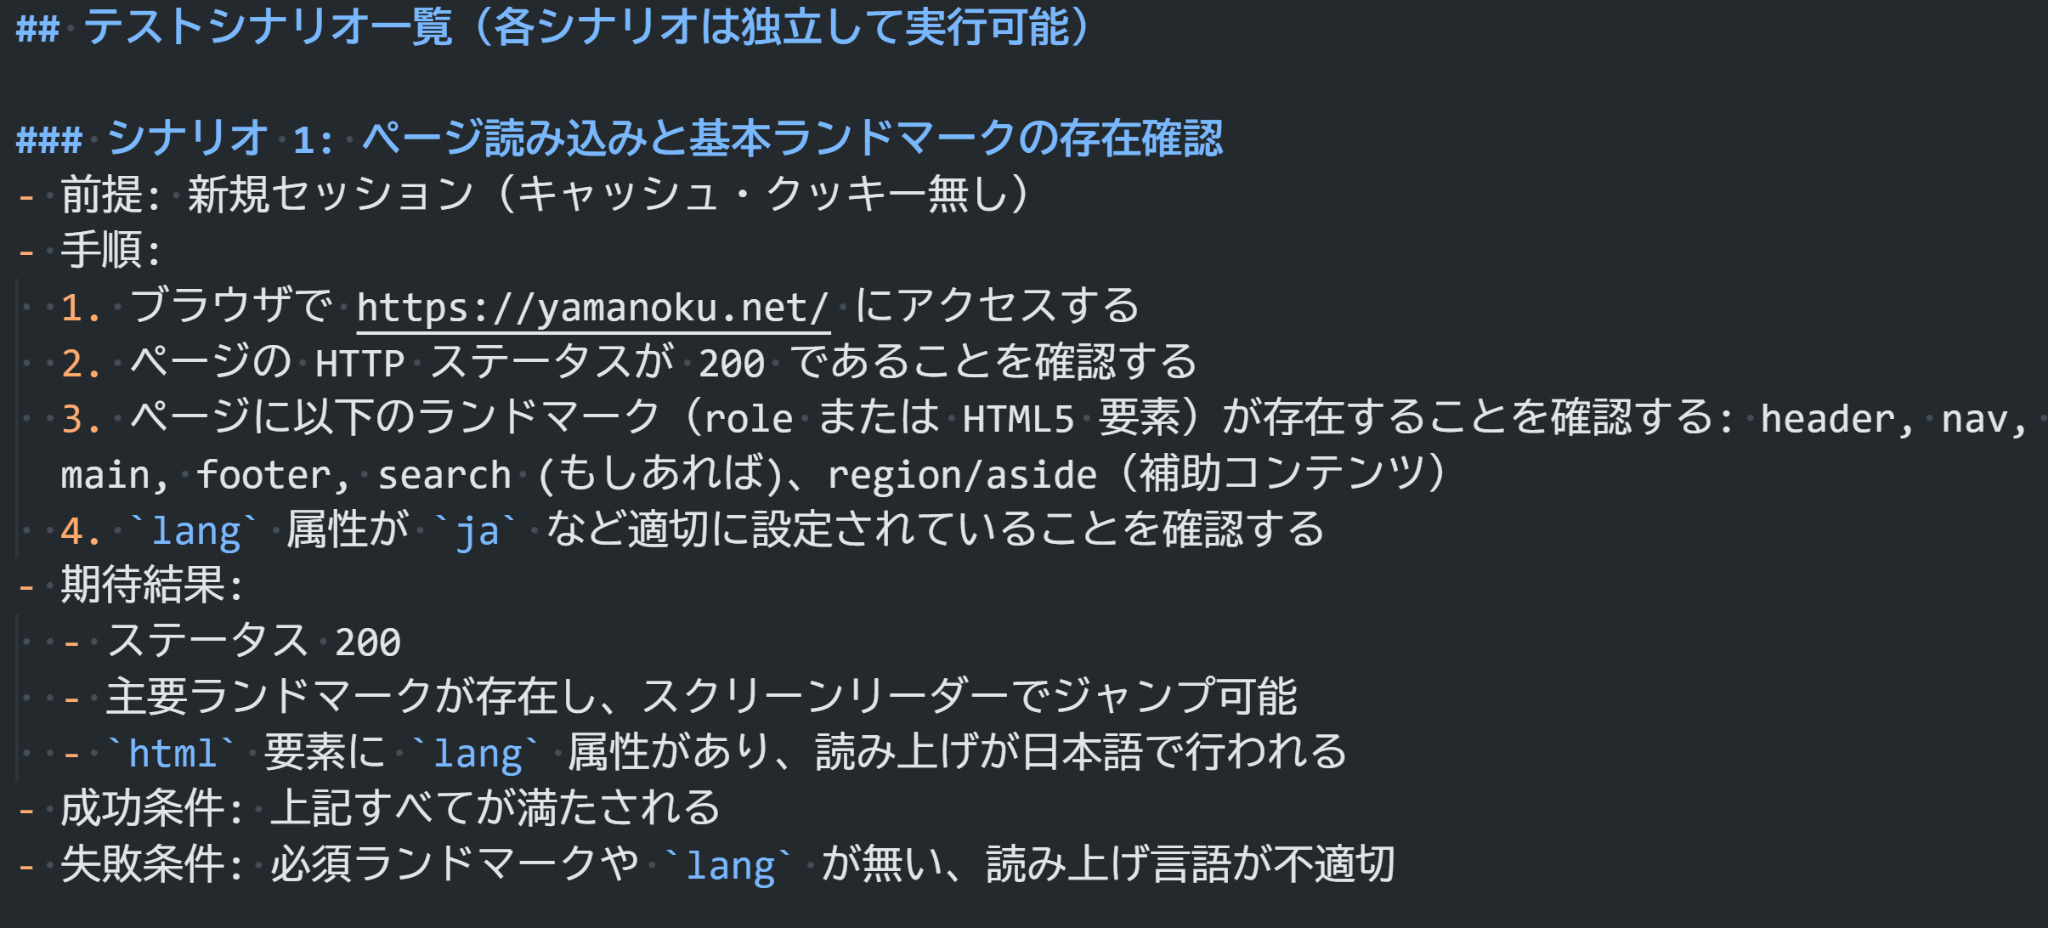 ## テストシナリオ一覧（各シナリオは独立して実行可能）
### シナリオ 1: ページ読み込みと基本ランドマークの存在確認
- 前提: 新規セッション（キャッシュ・クッキー無し）
- 手順:
1. ブラウザで https://yamanoku.net/ にアクセスする
2. ページの HTTP ステータスが 200 であることを確認する
3. ページに以下のランドマーク（role または HTML5 要素）が存在することを確認する: header, nav,
main, footer, search (もしあれば)、region/aside（補助コンテンツ）
4. `lang` 属性が `ja` など適切に設定されていることを確認する
- 期待結果:
- ステータス 200
- 主要ランドマークが存在し、スクリーンリーダーでジャンプ可能
- `html` 要素に `lang` 属性があり、読み上げが日本語で行われる
- 成功条件: 上記すべてが満たされる
- 失敗条件: 必須ランドマークや `lang` が無い、読み上げ言語が不適切